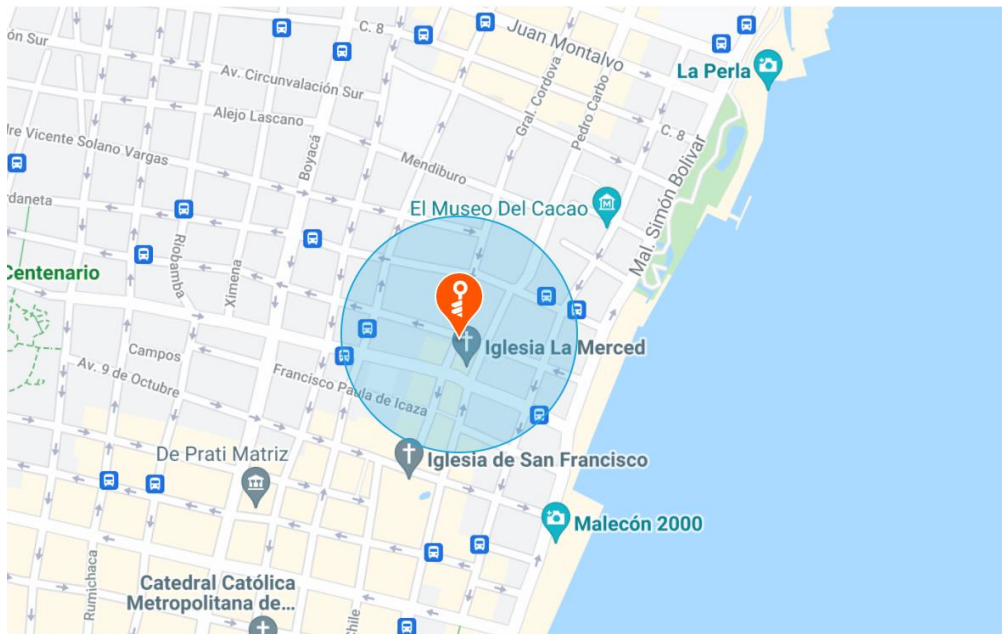 C. 8
Juan Montalvo
ón Sur
La Perla
Av. Circunvalación Sur
Gral. Cordova
Pedro Carbo
Alejo Lascano
C. 8
re Vicente Solano Vargas
Boyacá
Mendiburo
Mal. Simón Bolivar
rdaneta
El Museo Del Cacao
M
Riobamba
Ximena
Centenario
Iglesia La Merced
Campos
Av. 9 de Octubre
Francisco Paula de Icaza
De Prati Matriz
Iglesia de San Francisco
Malecón 2000
Rumichaca
Catedral Católica
Metropolitana de...
Chile